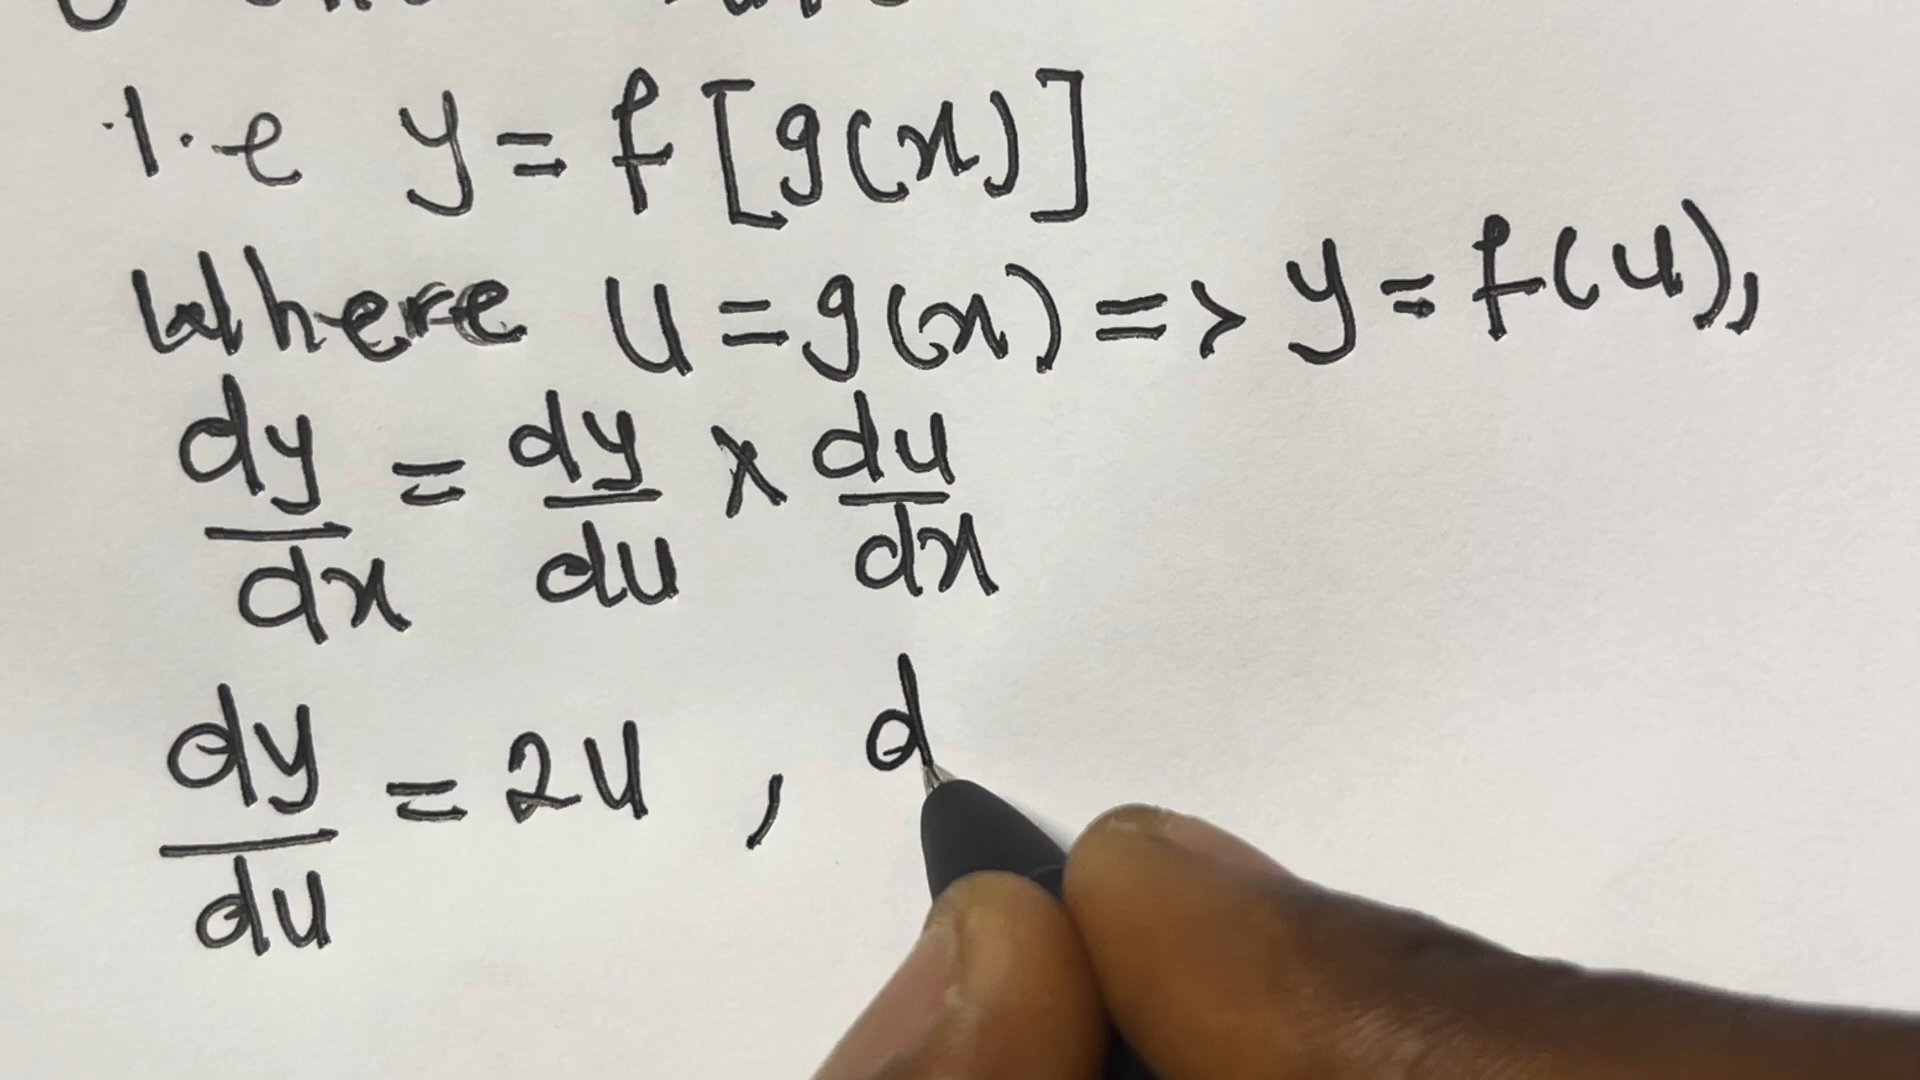 i.e y = f[g(x)]
Where u = g(x) => y = f(u),
dy/dx = dy/du × du/dx
dy/du = 2u , d